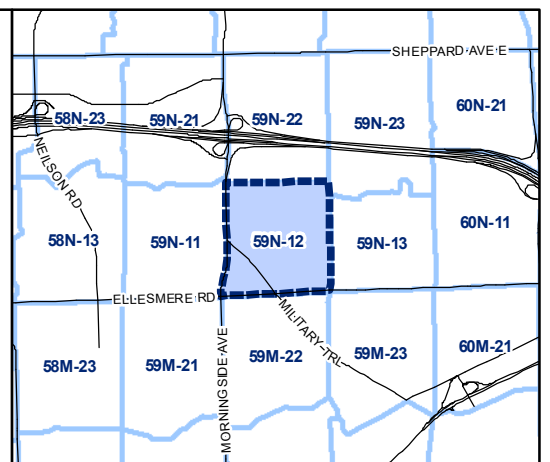 SHEPPARD AVE E
58N-23
59N-21
59N-22
59N-23
60N-21
NEILSON RD
58N-13
59N-11
59N-12
59N-13
60N-11
ELLESMERE RD
MILITARY TRL
MORNINGSIDE AVE
58M-23
59M-21
59M-22
59M-23
60M-21